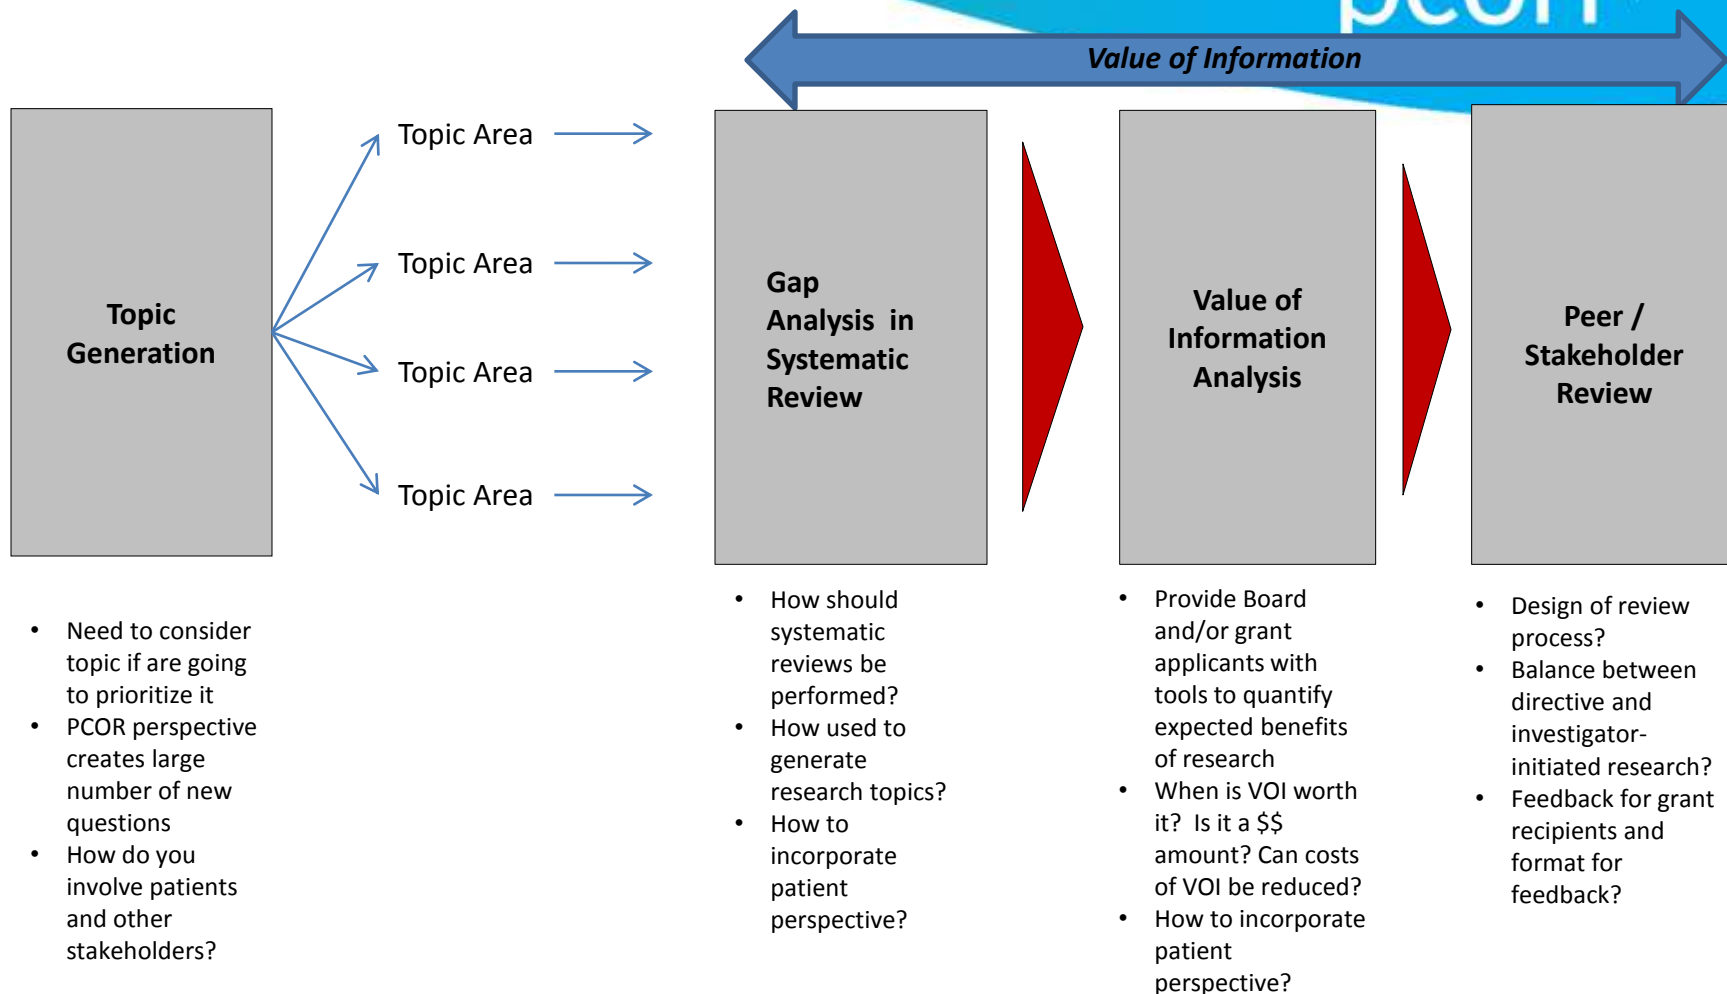 pcori
Value of Information
Topic
Generation
Topic Area
Topic Area
Topic Area
Topic Area
Gap
Analysis in
Systematic
Review
Value of
Information
Analysis
Peer /
Stakeholder
Review
• Need to consider
topic if are going
to prioritize it
• PCOR perspective
creates large
number of new
questions
• How do you
involve patients
and other
stakeholders?
• How should
systematic
reviews be
performed?
• How used to
generate
research topics?
• How to
incorporate
patient
perspective?
• Provide Board
and/or grant
applicants with
tools to quantify
expected benefits
of research
• When is VOI worth
it? Is it a $$
amount? Can costs
of VOI be reduced?
• How to incorporate
patient
perspective?
• Design of review
process?
• Balance between
directive and
investigator-
initiated research?
• Feedback for grant
recipients and
format for
feedback?